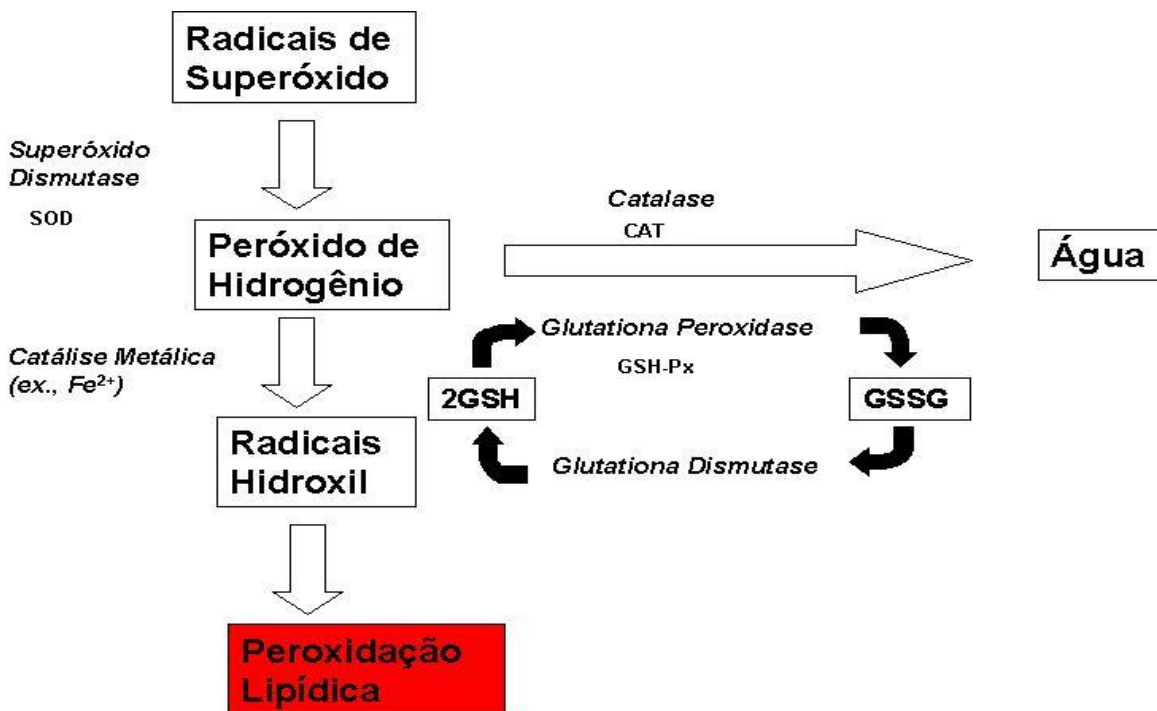 Radicais de
Superóxido
Superóxido
Dismutase
SOD
Catalase
CAT
Peróxido de
Hidrogênio
Água
Catálise Metálica
(ex., Fe²⁺)
Glutationa Peroxidase
GSH-Px
2GSH
GSSG
Radicais
Hidroxil
Glutationa Dismutase
Peroxidação
Lipídica